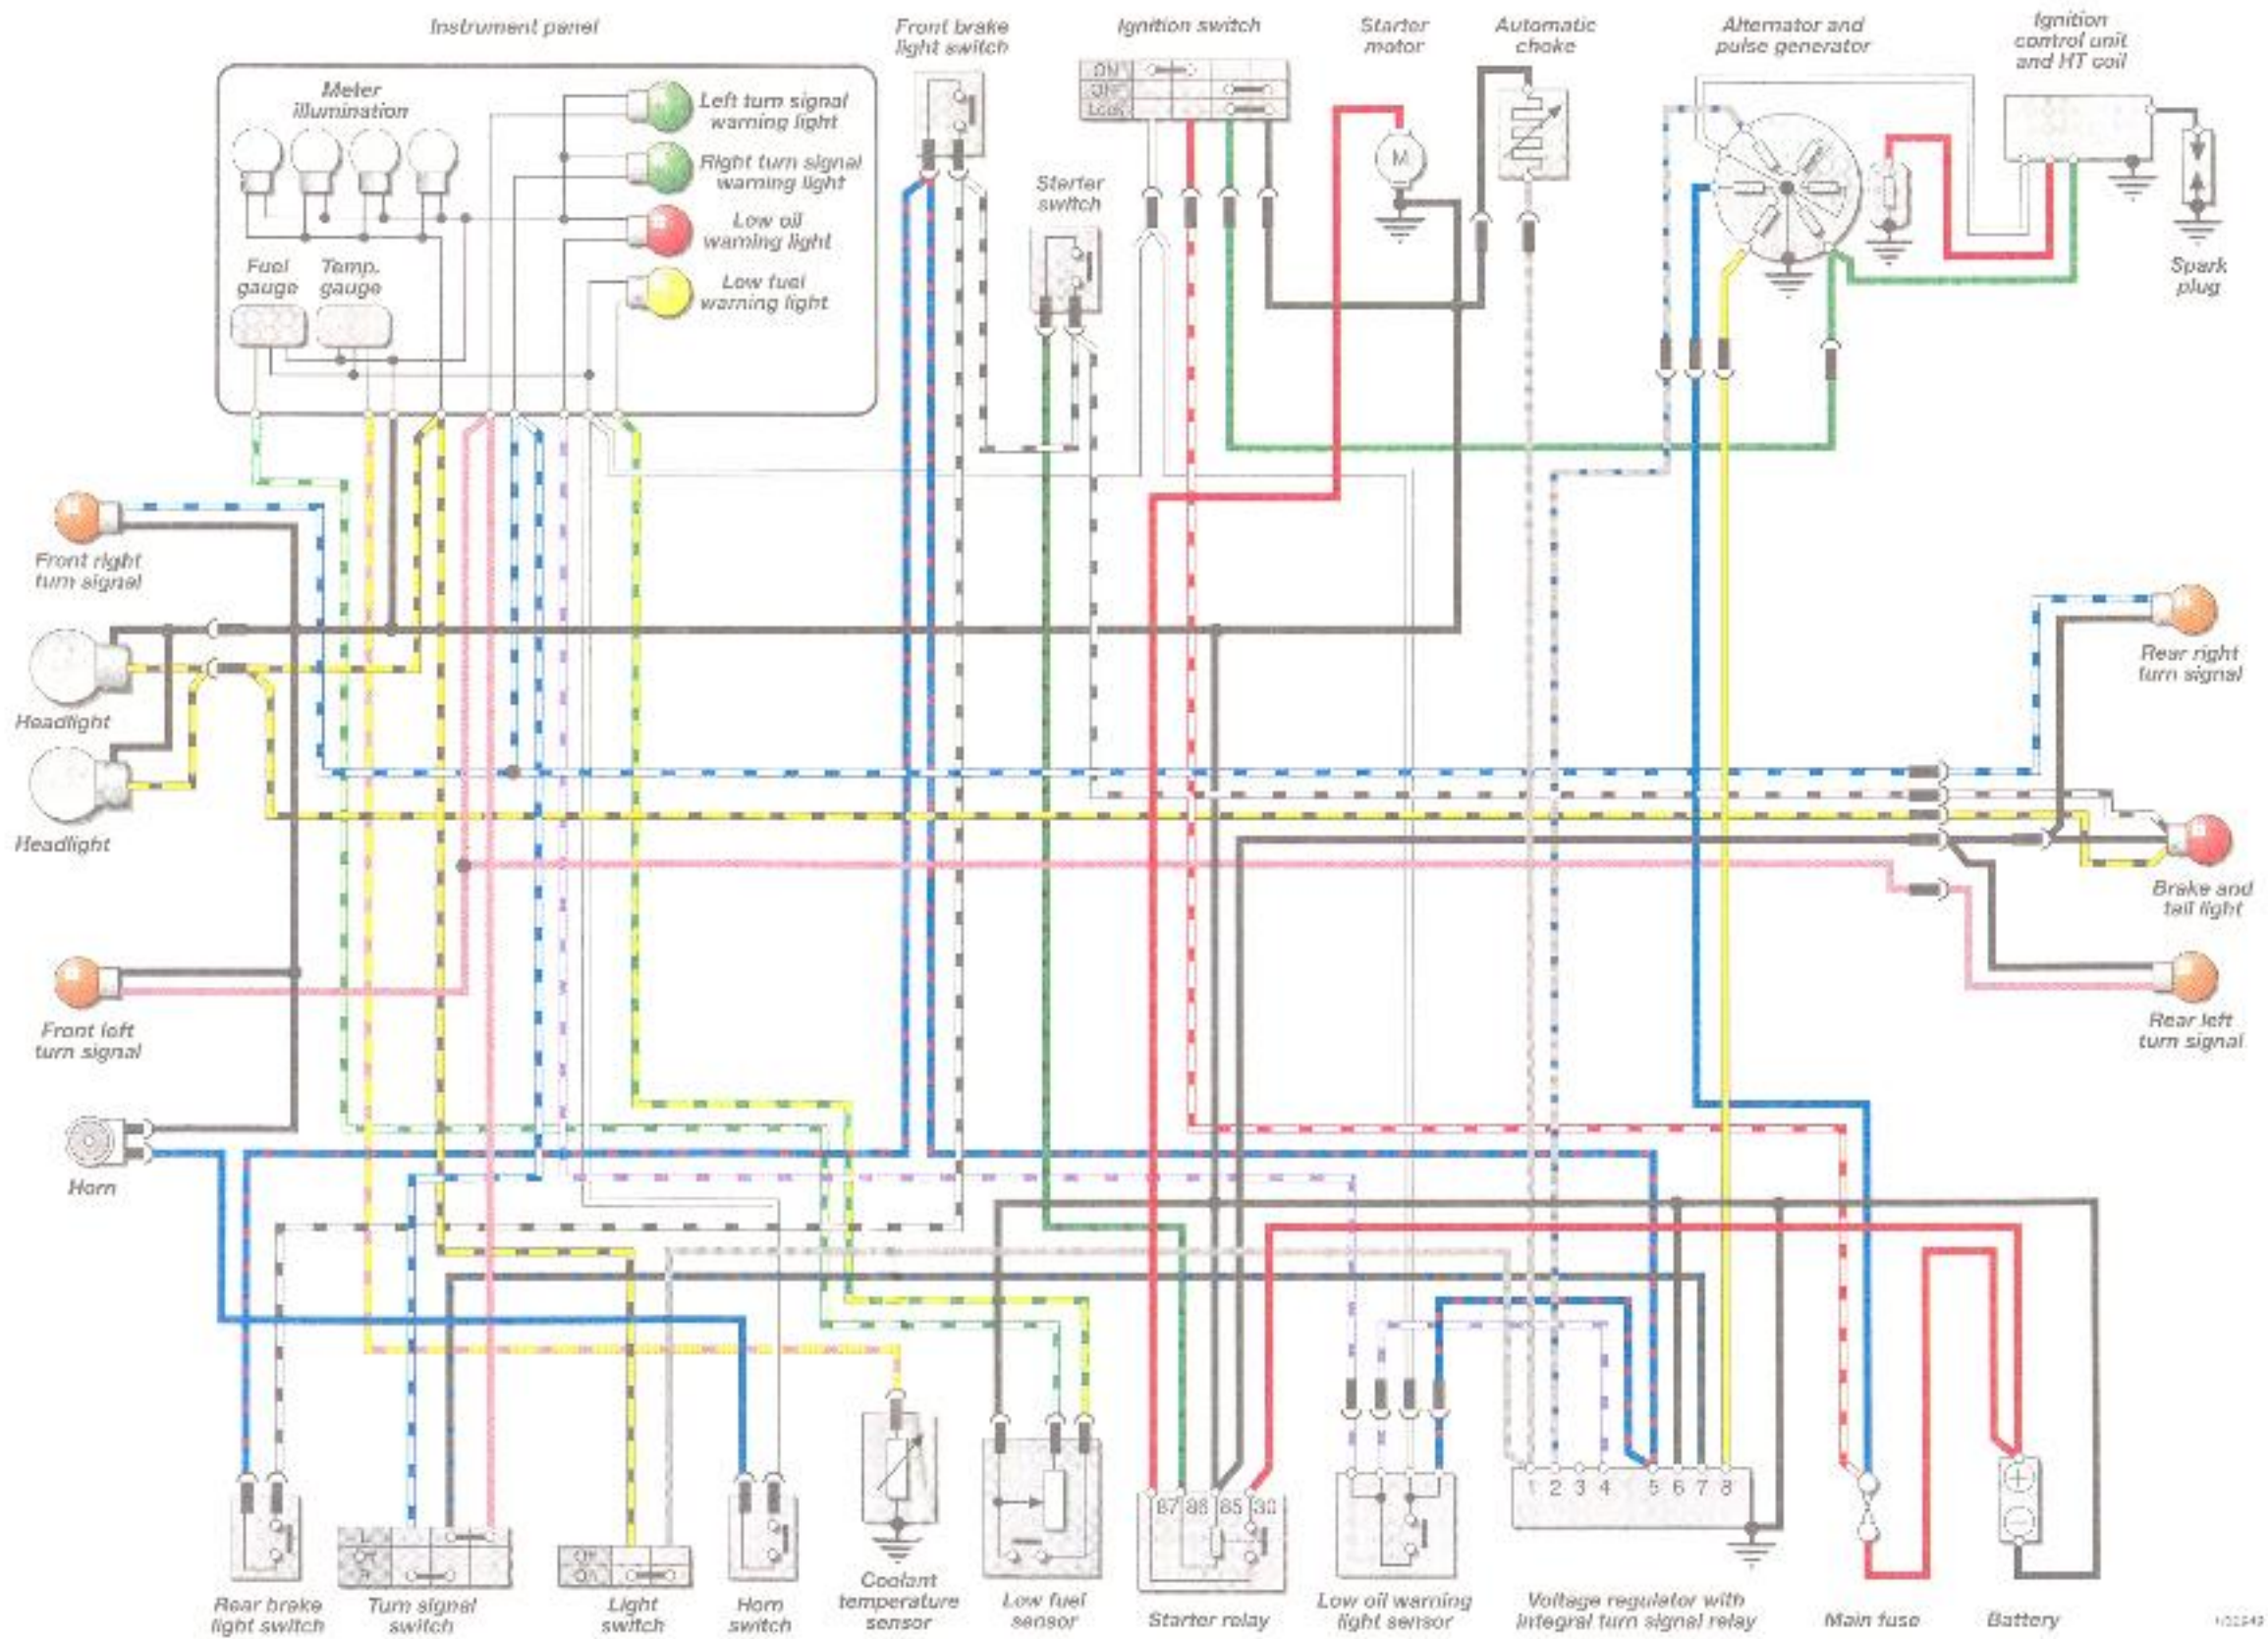 Instrument panel
Front brake
light switch
Ignition switch
Starter
motor
Automatic
choke
Alternator and
pulse generator
Ignition
control unit
and HT coil
Meter
illumination
Left turn signal
warning light
Right turn signal
warning light
Low oil
warning light
Low fuel
warning light
Fuel
gauge
Temp.
gauge
ON
OFF
Lock
M
Starter
switch
Spark
plug
Front right
turn signal
Headlight
Headlight
Front left
turn signal
Horn
Rear right
turn signal
Brake and
tail light
Rear left
turn signal
87 86 85 30
1 2 3 4 5 6 7 8
+
−
L
R
Rear brake
light switch
Turn signal
switch
Light
switch
Horn
switch
Coolant
temperature
sensor
Low fuel
sensor
Starter relay
Low oil warning
light sensor
Voltage regulator with
integral turn signal relay
Main fuse
Battery